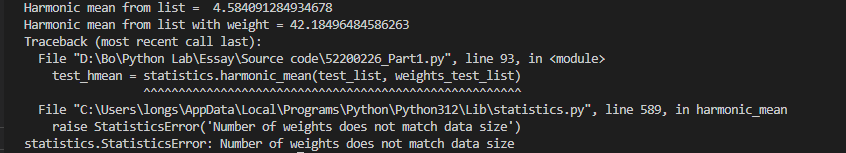 Harmonic mean from list =  4.584091284934678
Harmonic mean from list with weight = 42.18496484586263
Traceback (most recent call last):
  File "D:\Bo\Python Lab\Essay\Source code\52200226_Part1.py", line 93, in <module>
    test_hmean = statistics.harmonic_mean(test_list, weights_test_list)
                 ^^^^^^^^^^^^^^^^^^^^^^^^^^^^^^^^^^^^^^^^^^^^^^^^^^^^^^
  File "C:\Users\longs\AppData\Local\Programs\Python\Python312\Lib\statistics.py", line 589, in harmonic_mean
    raise StatisticsError('Number of weights does not match data size')
statistics.StatisticsError: Number of weights does not match data size